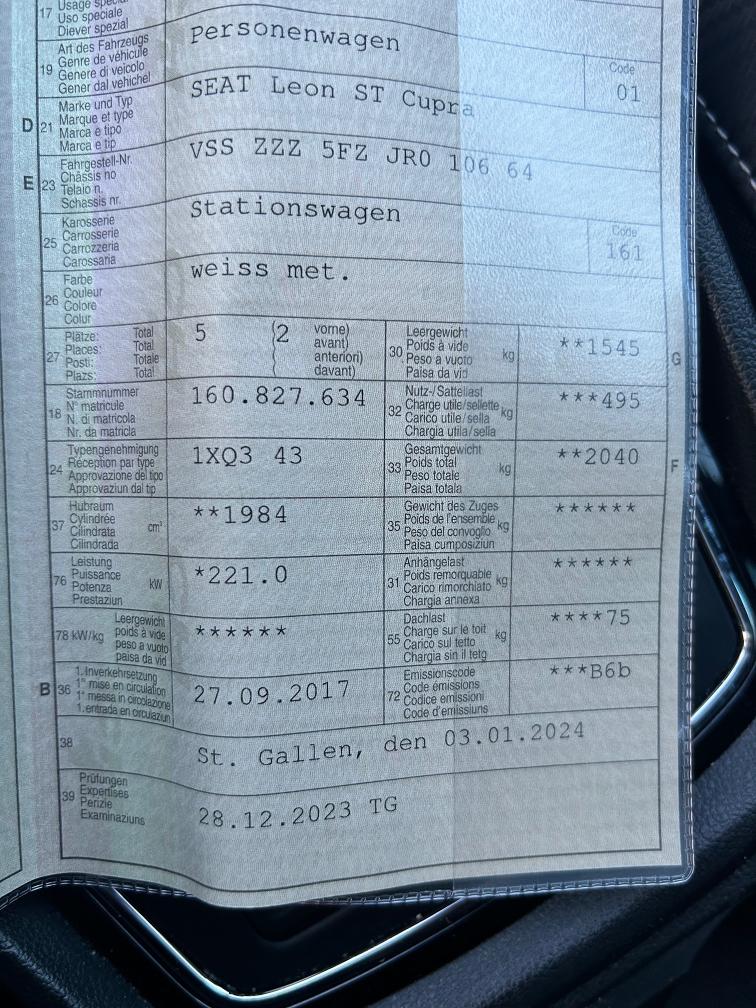 17 Usage spécial
Uso speciale
Diever spezial
19 Art des Fahrzeugs
Genre de véhicule
Genere di veicolo
Gener dal vehichel
Personenwagen
Code
01
D 21 Marke und Typ
Marque et type
Marca e tipo
Marca e tip
SEAT Leon ST Cupra
E 23 Fahrgestell-Nr.
Châssis no
Telaio n.
Schassis nr.
VSS ZZZ 5FZ JR0 106 64
25 Karosserie
Carrosserie
Carrozzeria
Carossaria
Stationswagen
Code
161
26 Farbe
Couleur
Colore
Colur
weiss met.
27 Plätze: Total
Places: Total
Posti: Totale
Plazs: Total
5 (2 vorne)
avant)
anteriori)
davant)
30 Leergewicht
Poids à vide
Peso a vuoto
Paisa da vid
kg
**1545
G
18 Stammnummer
N° matricule
N. di matricola
Nr. da matricla
160.827.634
32 Nutz-/Sattellast
Charge utile/sellette
Carico utile/sella
Chargia utila/sella
kg
***495
24 Typengenehmigung
Réception par type
Approvazione del tipo
Approvaziun dal tip
1XQ3 43
33 Gesamtgewicht
Poids total
Peso totale
Paisa totala
kg
**2040
F
37 Hubraum
Cylindrée
Cilindrata
Cilindrada
cm³
**1984
35 Gewicht des Zuges
Poids de l'ensemble
Peso del convoglio
Paisa cumposiziun
kg
******
76 Leistung
Puissance
Potenza
Prestaziun
kW
*221.0
31 Anhängelast
Poids remorquable
Carico rimorchiato
Chargia annexa
kg
******
78 kW/kg Leergewicht
poids à vide
peso a vuoto
paisa da vid
******
55 Dachlast
Charge sur le toit
Carico sul tetto
Chargia sin il tetg
kg
****75
B 36 1. Inverkehrsetzung
1re mise en circulation
1a messa in circolazione
1. entrada en circulaziun
27.09.2017
72 Emissionscode
Code émissions
Codice emissioni
Code d'emissiuns
***B6b
38
St. Gallen, den 03.01.2024
39 Prüfungen
Expertises
Perizie
Examinaziuns
28.12.2023 TG